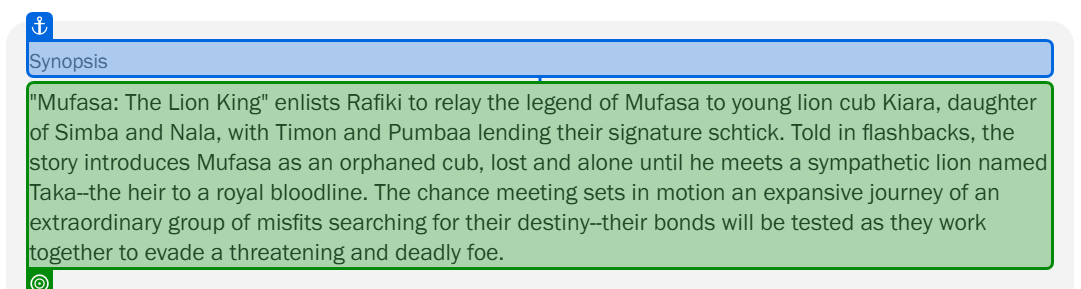 Synopsis
"Mufasa: The Lion King" enlists Rafiki to relay the legend of Mufasa to young lion cub Kiara, daughter
of Simba and Nala, with Timon and Pumbaa lending their signature schtick. Told in flashbacks, the
story introduces Mufasa as an orphaned cub, lost and alone until he meets a sympathetic lion named
Taka--the heir to a royal bloodline. The chance meeting sets in motion an expansive journey of an
extraordinary group of misfits searching for their destiny--their bonds will be tested as they work
together to evade a threatening and deadly foe.